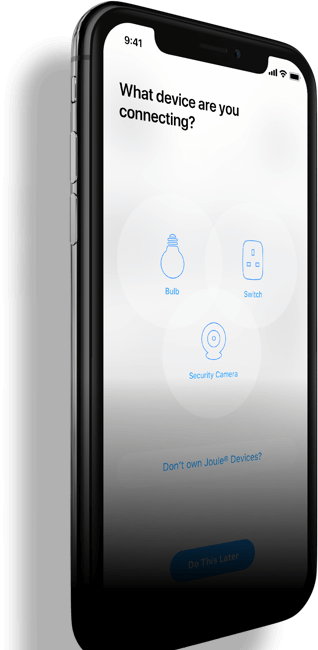 9:41
What device are you
connecting?
Bulb
Switch
Security Camera
Don't own Joule® Devices?
Do This Later